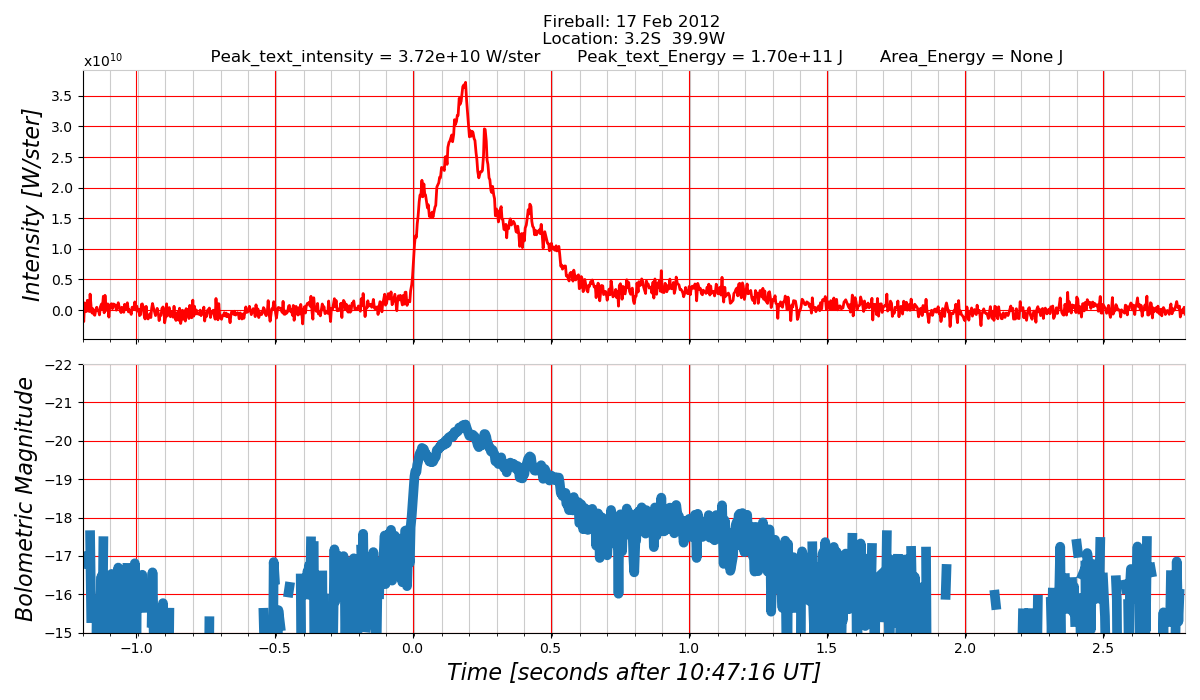 Fireball: 17 Feb 2012
Location: 3.2S  39.9W
Peak_text_intensity = 3.72e+10 W/ster       Peak_text_Energy = 1.70e+11 J       Area_Energy = None J
x10¹⁰
3.5
3.0
2.5
2.0
1.5
1.0
0.5
0.0
Intensity [W/ster]
−22
−21
−20
−19
−18
−17
−16
−15
Bolometric Magnitude
−1.0 −0.5 0.0 0.5 1.0 1.5 2.0 2.5
Time [seconds after 10:47:16 UT]